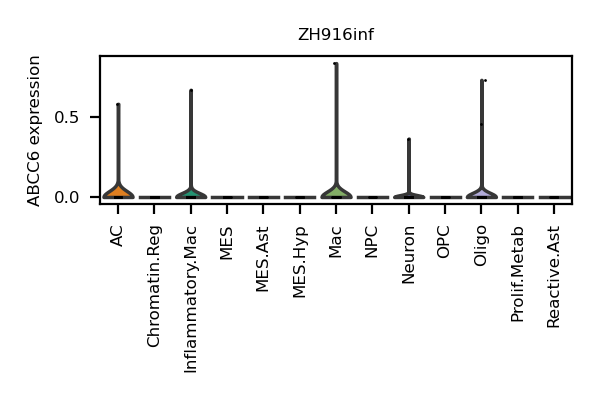 ZH916inf
ABCC6 expression
0.5
0.0
AC
Chromatin.Reg
Inflammatory.Mac
MES
MES.Ast
MES.Hyp
Mac
NPC
Neuron
OPC
Oligo
Prolif.Metab
Reactive.Ast